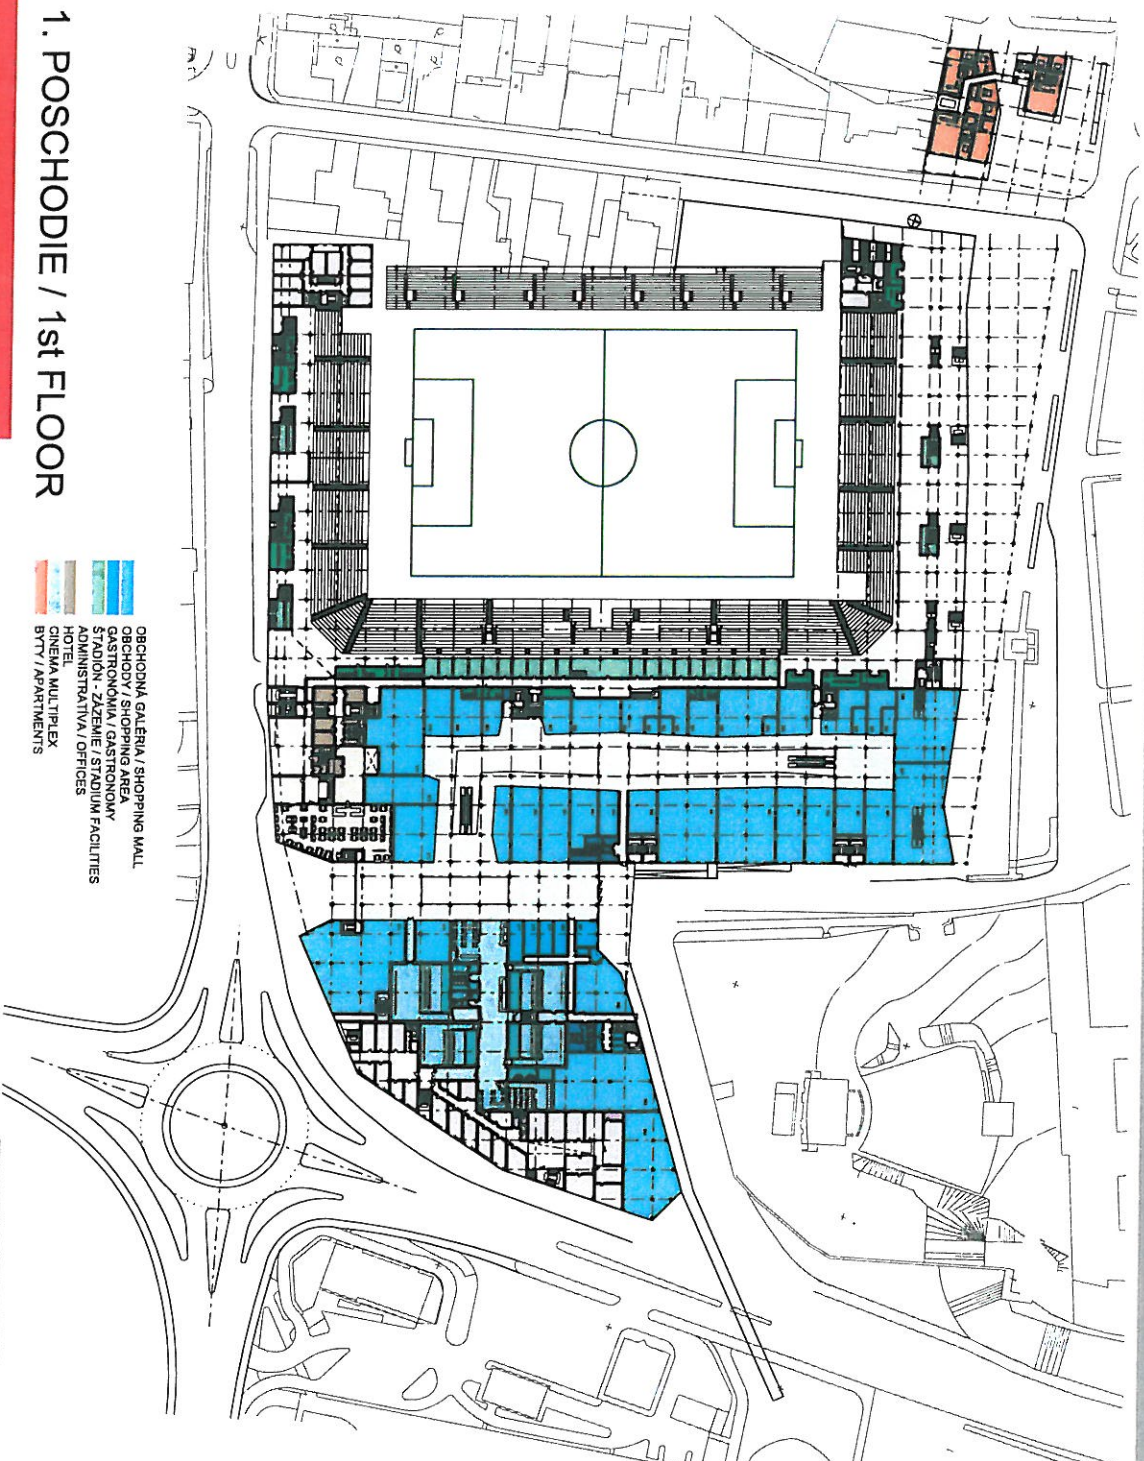 1. POSCHODIE / 1st FLOOR
OBCHODNÁ GALÉRIA / SHOPPING MALL
OBCHODY / SHOPPING AREA
GASTRONÓMIA / GASTRONOMY
ŠTADIÓN - ZÁZEMIE / STADIUM FACILITIES
ADMINISTRATÍVA / OFFICES
HOTEL
CINEMA MULTIPLEX
BYTY / APARTMENTS